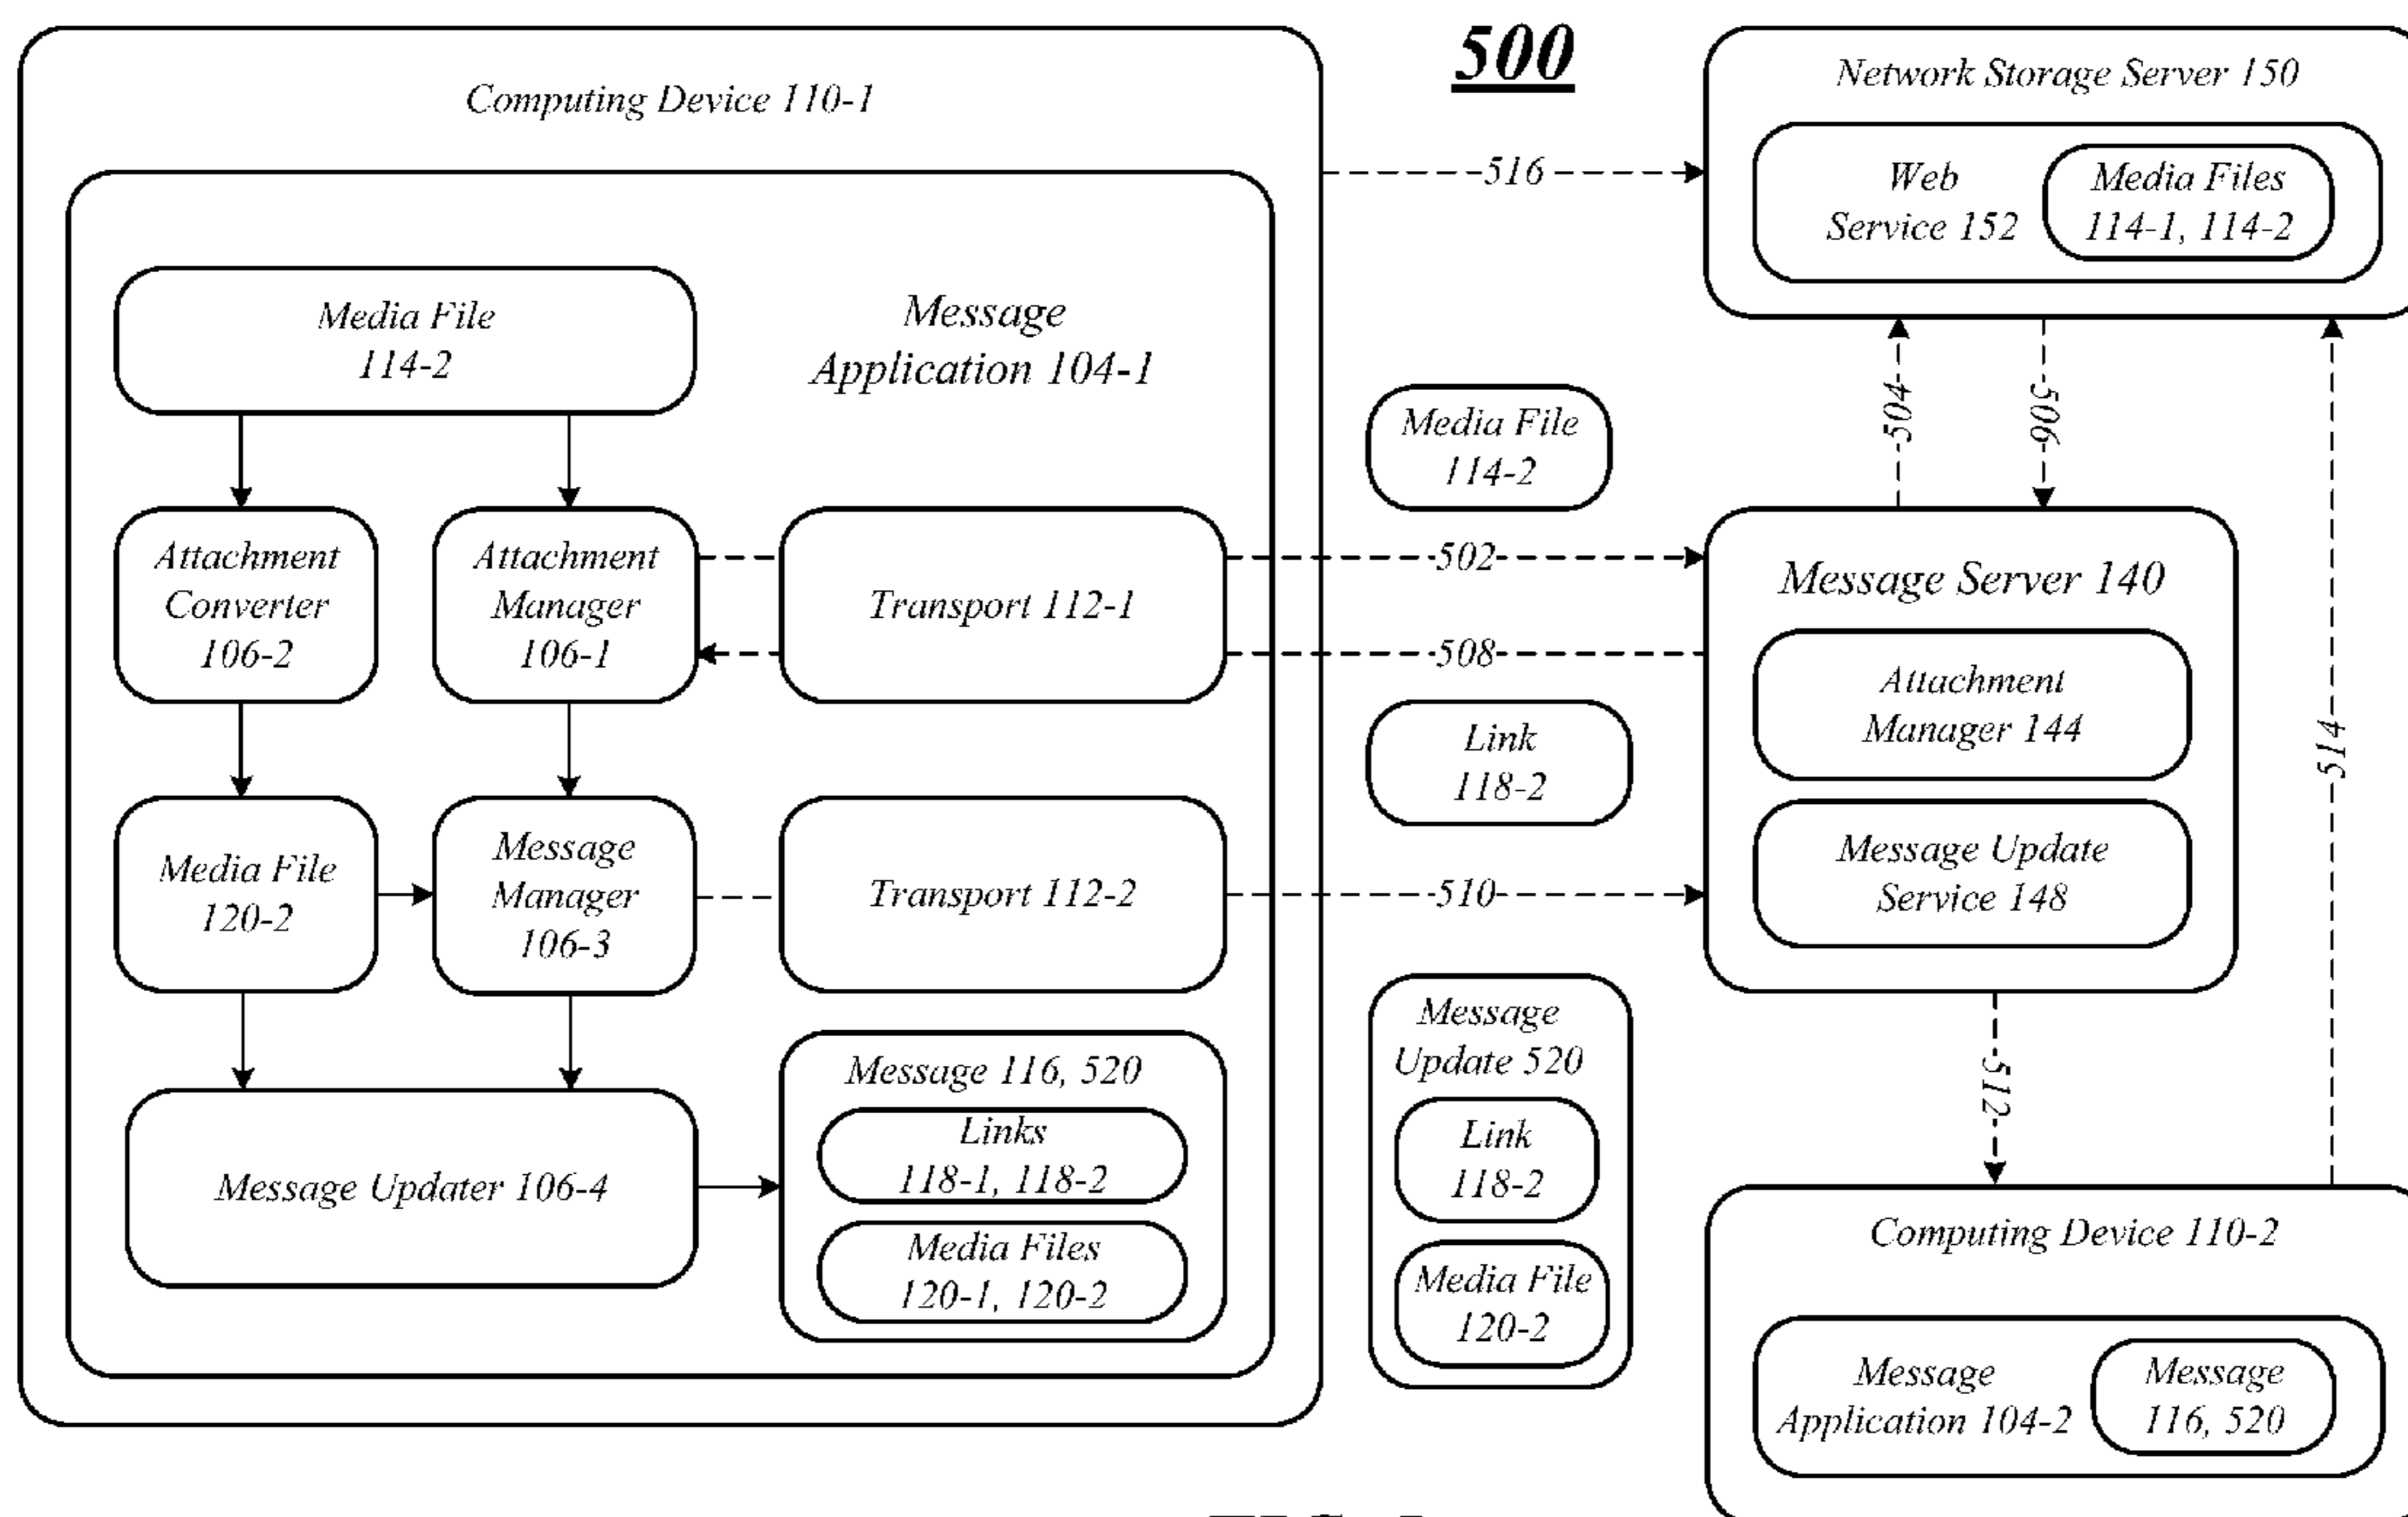 500
Computing Device 110-1
Message
Application 104-1
Media File
114-2
Attachment
Converter
106-2
Attachment
Manager
106-1
Transport 112-1
Media File
120-2
Message
Manager
106-3
Transport 112-2
Message Updater 106-4
Message 116, 520
Links
118-1, 118-2
Media Files
120-1, 120-2
516
Media File
114-2
502
508
Link
118-2
510
Message
Update 520
Link
118-2
Media File
120-2
Network Storage Server 150
Web
Service 152
Media Files
114-1, 114-2
504
506
514
Message Server 140
Attachment
Manager 144
Message Update
Service 148
512
Computing Device 110-2
Message
Application 104-2
Message
116, 520